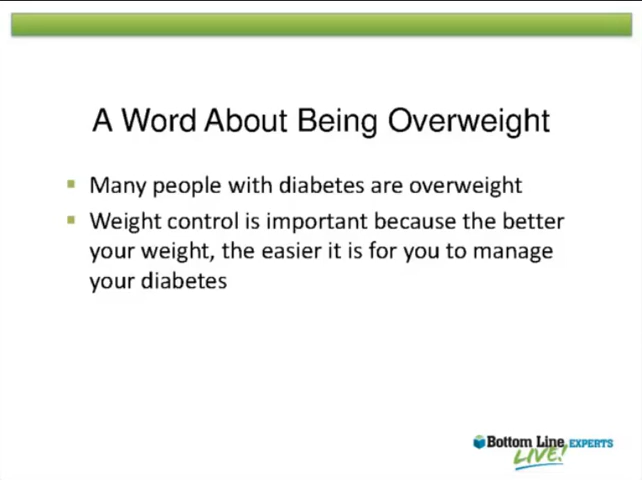 A Word About Being Overweight
Many people with diabetes are overweight
Weight control is important because the better
your weight, the easier it is for you to manage
your diabetes
Bottom Line EXPERTS
LIVE!